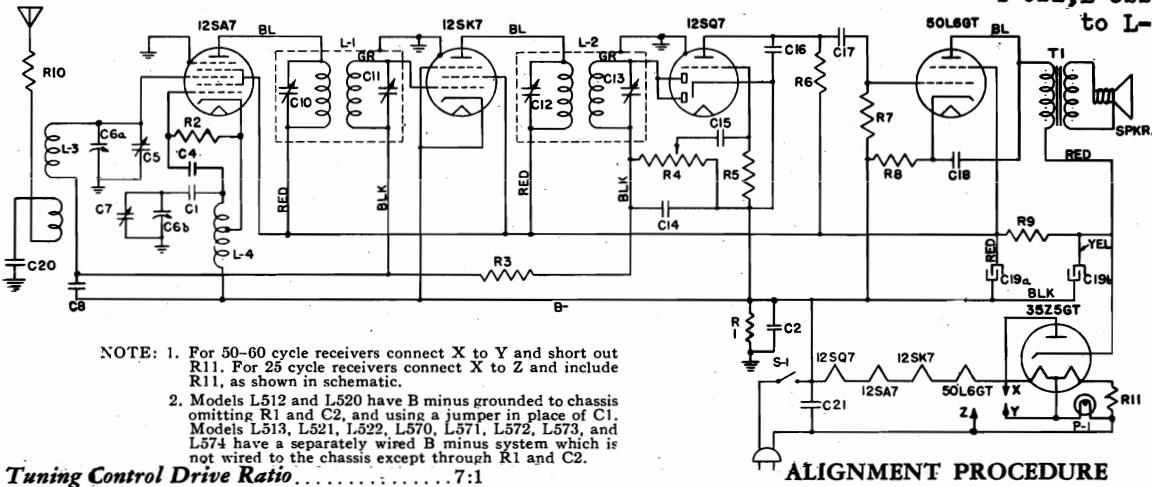 to L-
12SA7
12SK7
12SQ7
50L6GT
BL
L-1
BL
L-2
BL
T1
GR
GR
C16
C17
R10
C10
C11
C12
C13
R6
R2
C6a
C5
L-3
C4
C15
R7
SPKR.
R4
R5
R8
C18
RED
RED
BLK
RED
BLK
C7
C6b
C1
C14
L-4
R9
RED
YEL
C20
R3
C19a
C19b
C8
B-
BLK
35Z5GT
R1
C2
S-1
12SQ7
12SK7
12SA7
50L6GT
X
Y
Z
P-1
R11
C21
NOTE: 1. For 50-60 cycle receivers connect X to Y and short out
R11. For 25 cycle receivers connect X to Z and include
R11, as shown in schematic.
2. Models L512 and L520 have B minus grounded to chassis
omitting R1 and C2, and using a jumper in place of C1.
Models L513, L521, L522, L570, L571, L572, L573, and
L574 have a separately wired B minus system which is
not wired to the chassis except through R1 and C2.
Tuning Control Drive Ratio...............7:1
ALIGNMENT PROCEDURE